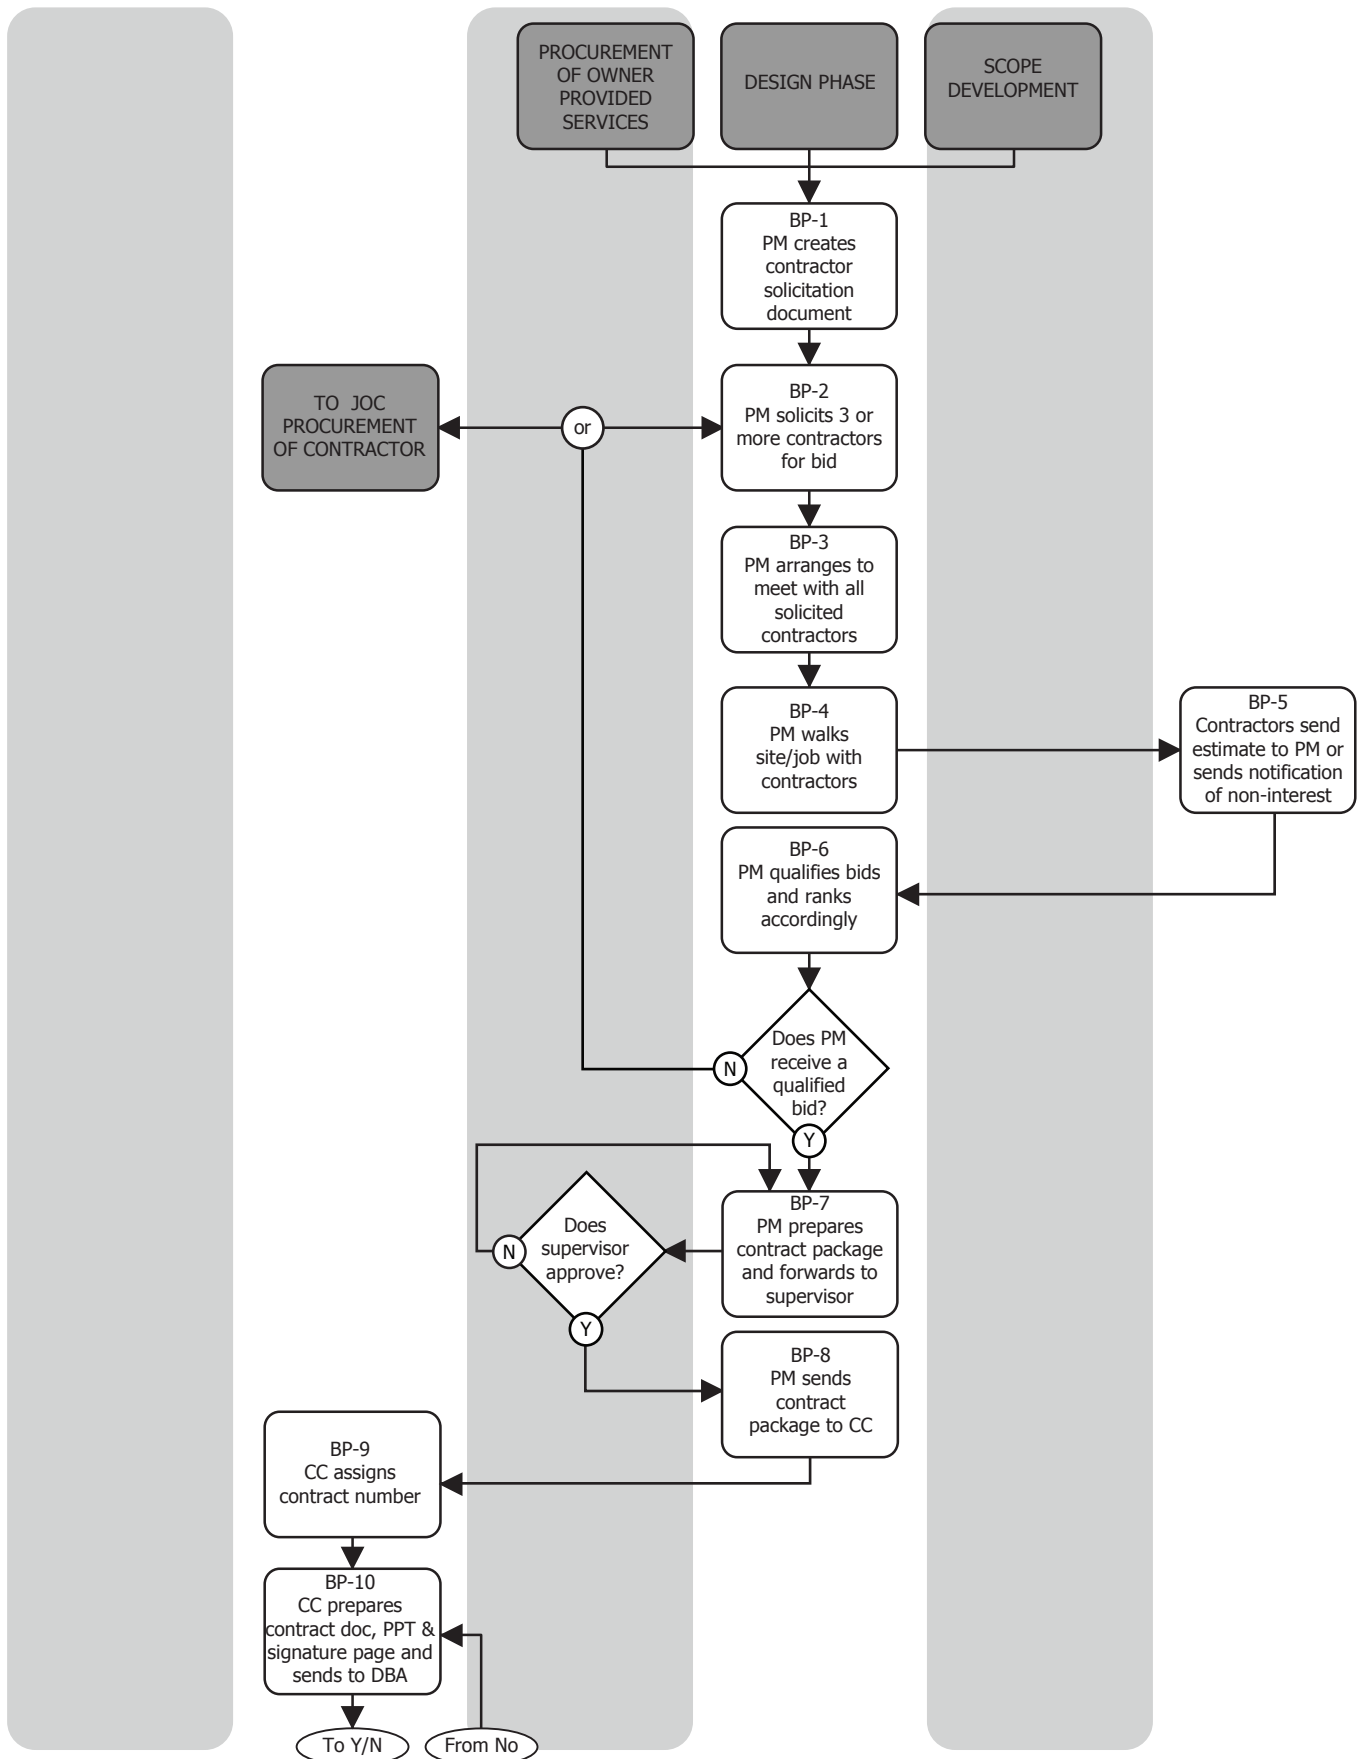 PROCUREMENT
OF OWNER
PROVIDED
SERVICES
DESIGN PHASE
SCOPE
DEVELOPMENT
BP-1
PM creates
contractor
solicitation
document
TO JOC
PROCUREMENT
OF CONTRACTOR
or
BP-2
PM solicits 3 or
more contractors
for bid
BP-3
PM arranges to
meet with all
solicited
contractors
BP-4
PM walks
site/job with
contractors
BP-5
Contractors send
estimate to PM or
sends notification
of non-interest
BP-6
PM qualifies bids
and ranks
accordingly
Does PM
receive a
qualified
bid?
N
Y
BP-7
PM prepares
contract package
and forwards to
supervisor
Does
supervisor
approve?
N
Y
BP-8
PM sends
contract
package to CC
BP-9
CC assigns
contract number
BP-10
CC prepares
contract doc, PPT &
signature page and
sends to DBA
To Y/N
From No